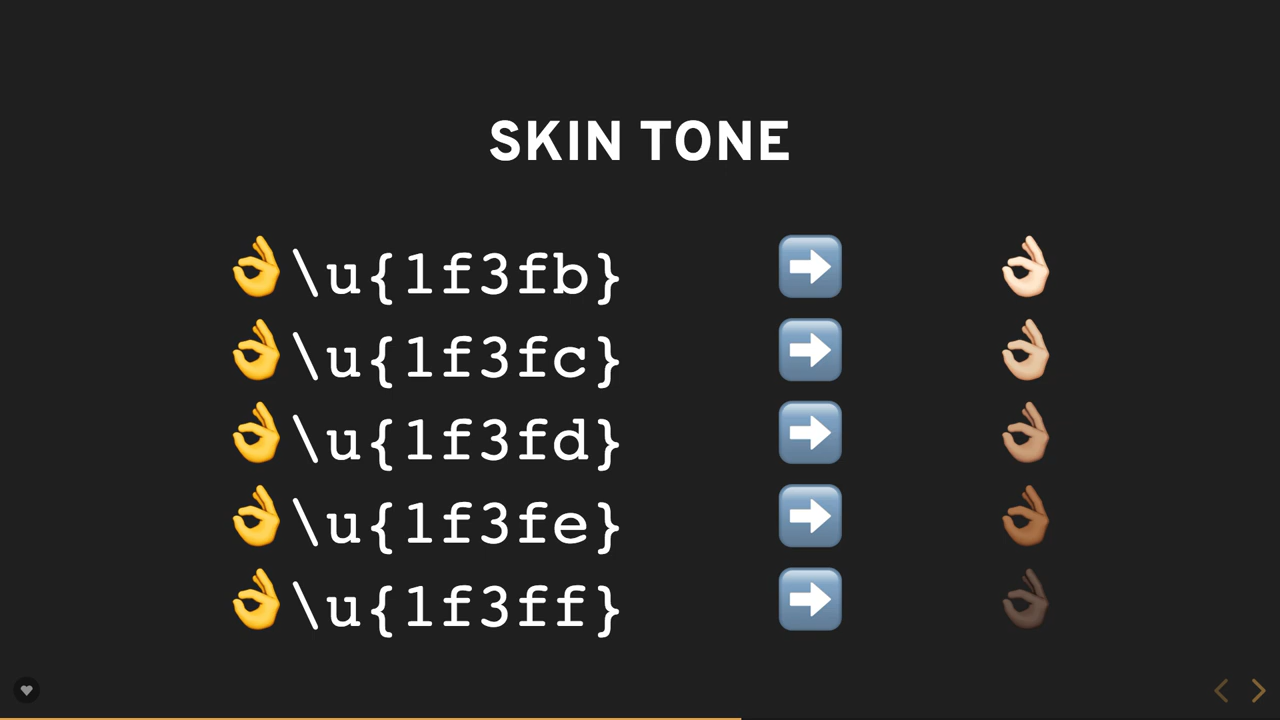 SKIN TONE
👌\u{1f3fb} ➡️ 👌🏻
👌\u{1f3fc} ➡️ 👌🏼
👌\u{1f3fd} ➡️ 👌🏽
👌\u{1f3fe} ➡️ 👌🏾
👌\u{1f3ff} ➡️ 👌🏿